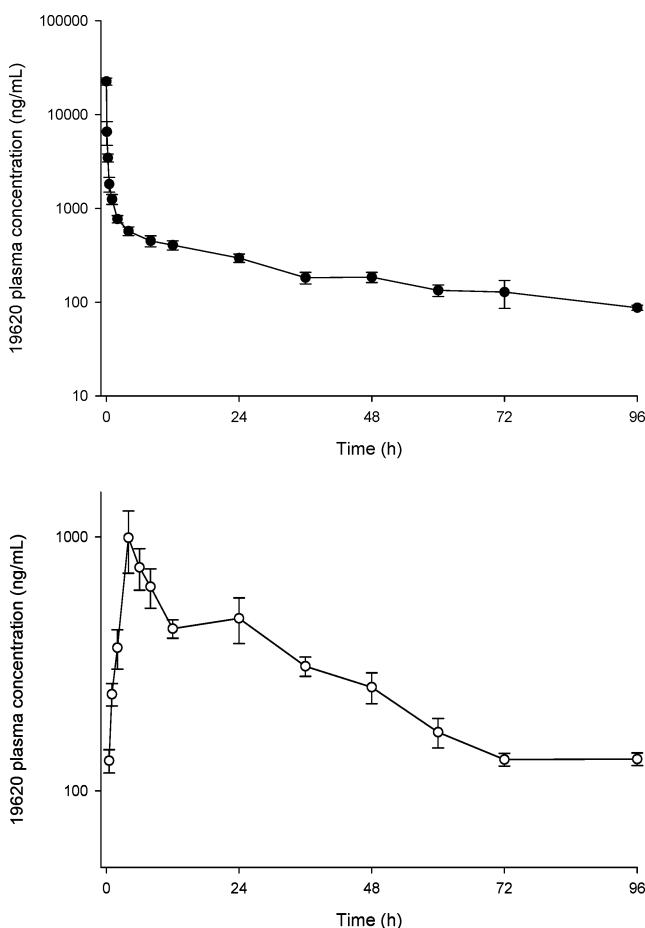 100000
10000
1000
100
10
19620 plasma concentration (ng/mL)
0 24 48 72 96
Time (h)
1000
100
19620 plasma concentration (ng/mL)
0 24 48 72 96
Time (h)